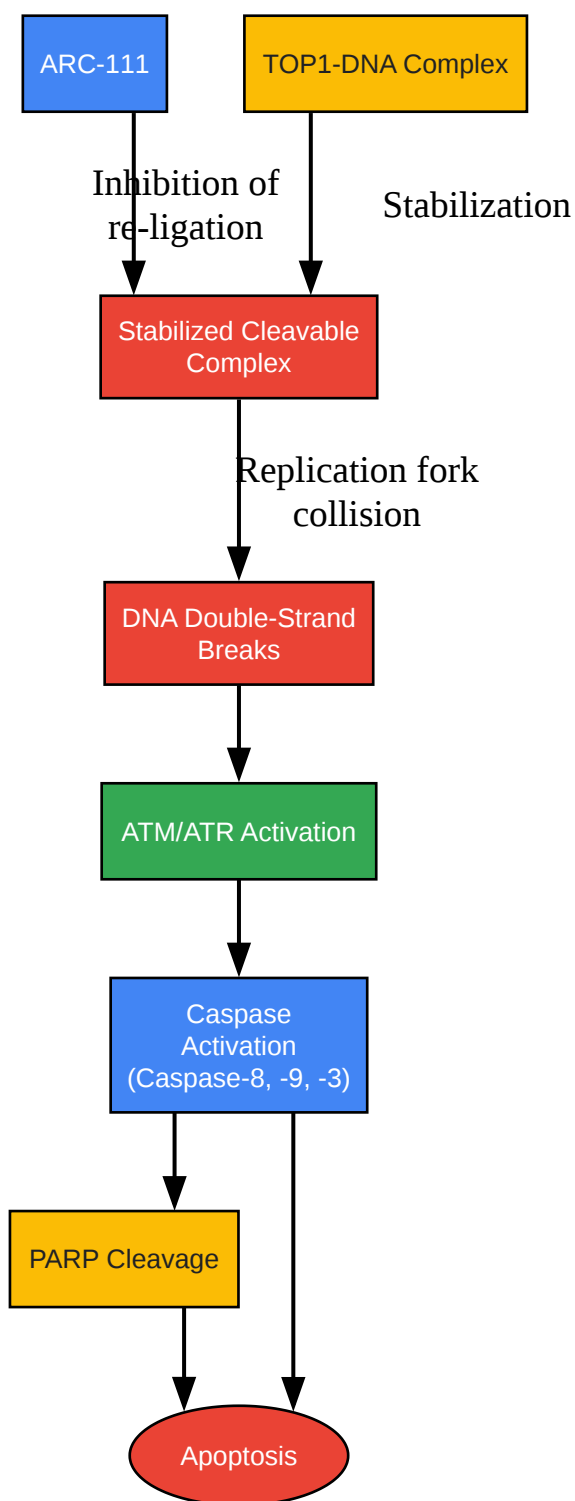 ARC-111
TOP1-DNA Complex
Inhibition of
re-ligation
Stabilization
Stabilized Cleavable
Complex
Replication fork
collision
DNA Double-Strand
Breaks
ATM/ATR Activation
Caspase
Activation
(Caspase-8, -9, -3)
PARP Cleavage
Apoptosis